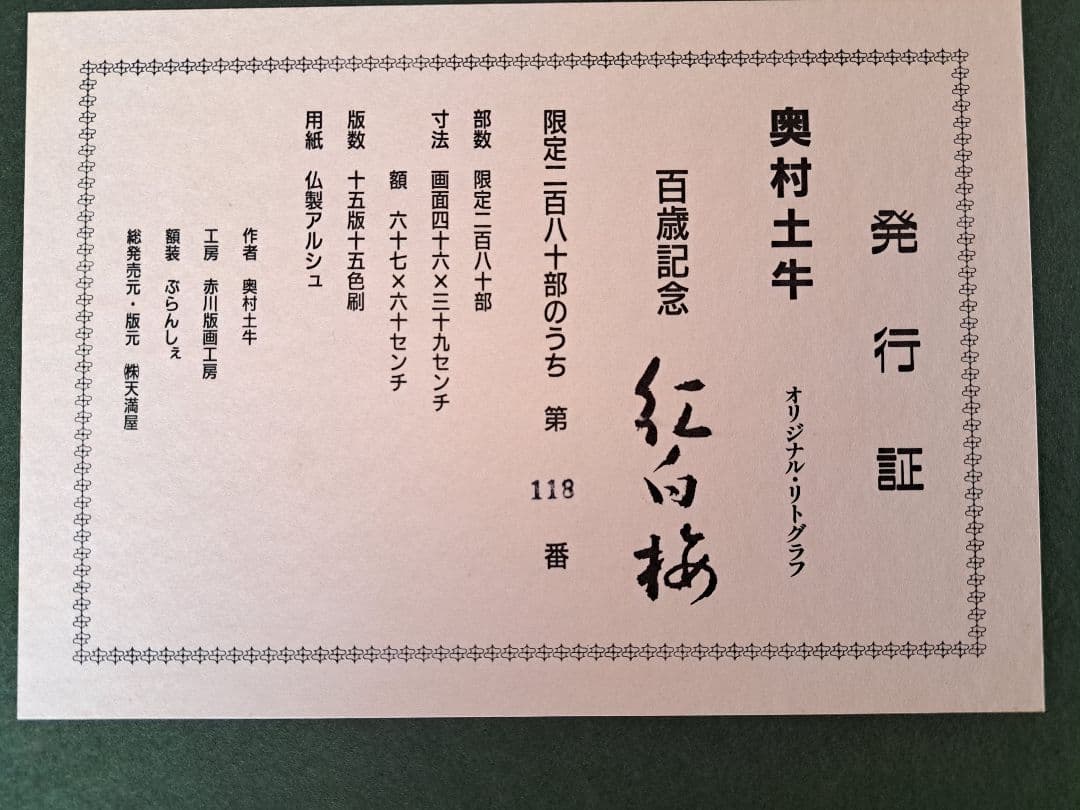 発行証
奥村土牛 オリジナル・リトグラフ
百歳記念 紅白梅
限定二百八十部のうち 第 118 番
部数 限定二百八十部
寸法 画面四十六×三十九センチ
額 六十七×六十センチ
版数 十五版十五色刷
用紙 仏製アルシュ
作者 奥村土牛
工房 赤川版画工房
額装 ぶらんしぇ
総発売元・版元 ㈱天満屋